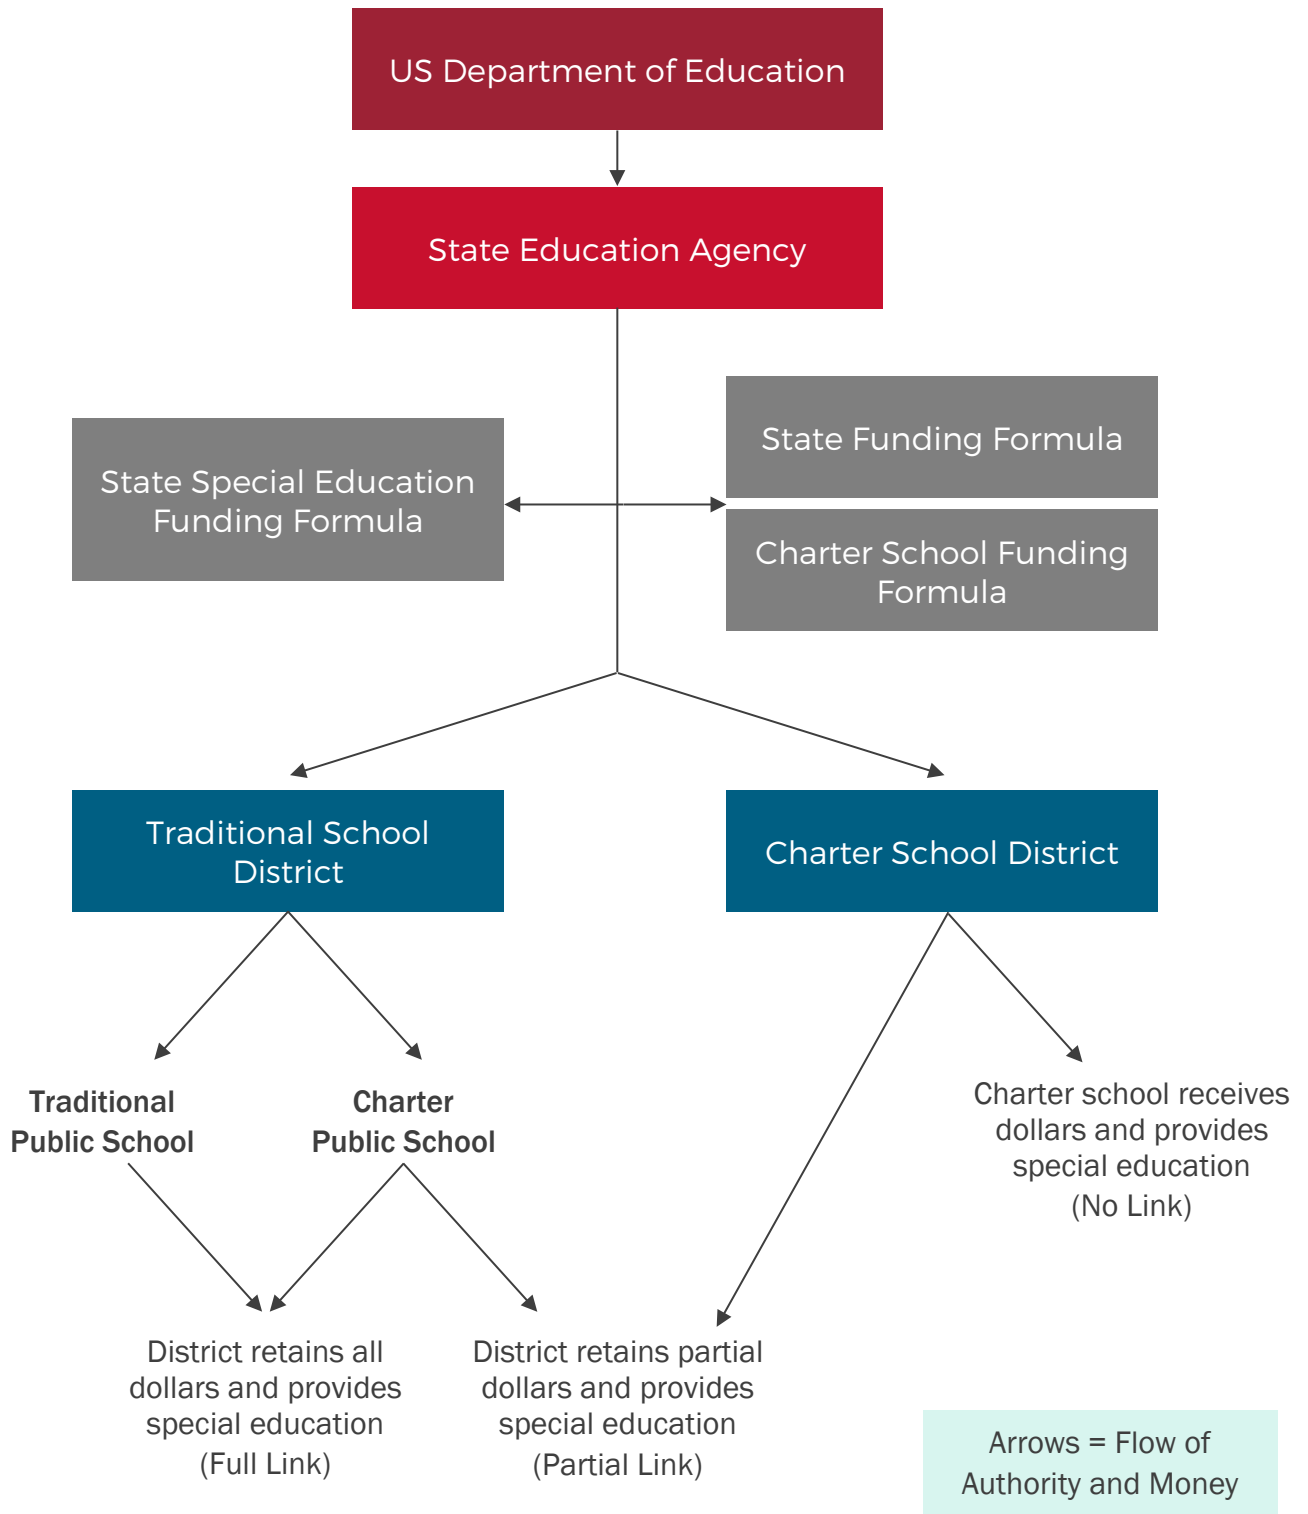 US Department of Education
State Education Agency
State Special Education
Funding Formula
State Funding Formula
Charter School Funding
Formula
Traditional School
District
Charter School District
Traditional
Public School
Charter
Public School
Charter school receives
dollars and provides
special education
(No Link)
District retains all
dollars and provides
special education
(Full Link)
District retains partial
dollars and provides
special education
(Partial Link)
Arrows = Flow of
Authority and Money